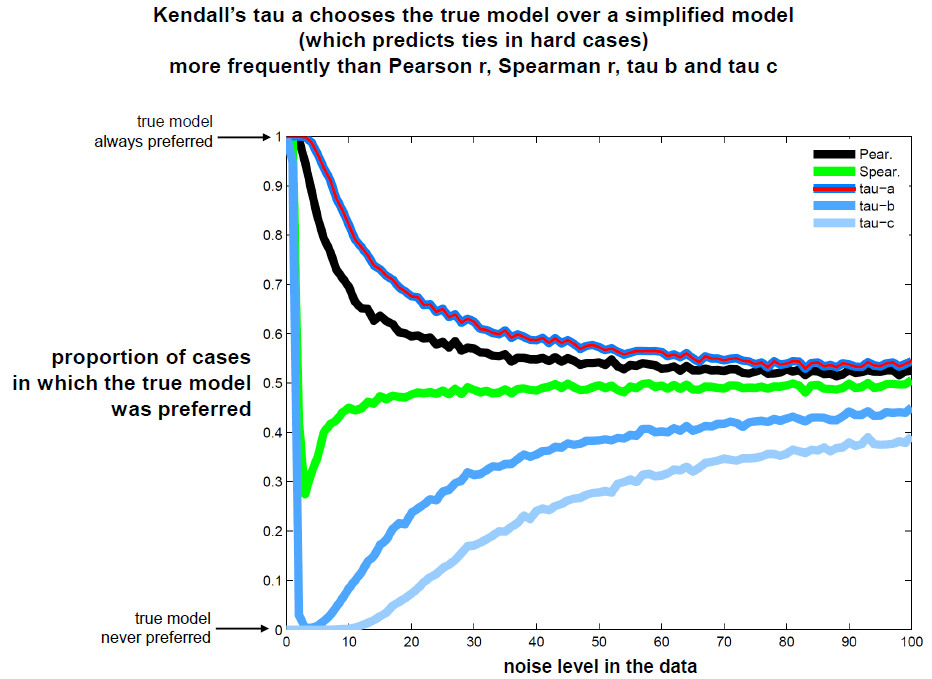 Kendall's tau a chooses the true model over a simplified model
(which predicts ties in hard cases)
more frequently than Pearson r, Spearman r, tau b and tau c
true model
always preferred
1
Pear.
Spear.
tau-a
tau-b
tau-c
0.9
0.8
0.7
0.6
0.5
0.4
0.3
0.2
0.1
0
proportion of cases
in which the true model
was preferred
true model
never preferred
0 10 20 30 40 50 60 70 80 90 100
noise level in the data